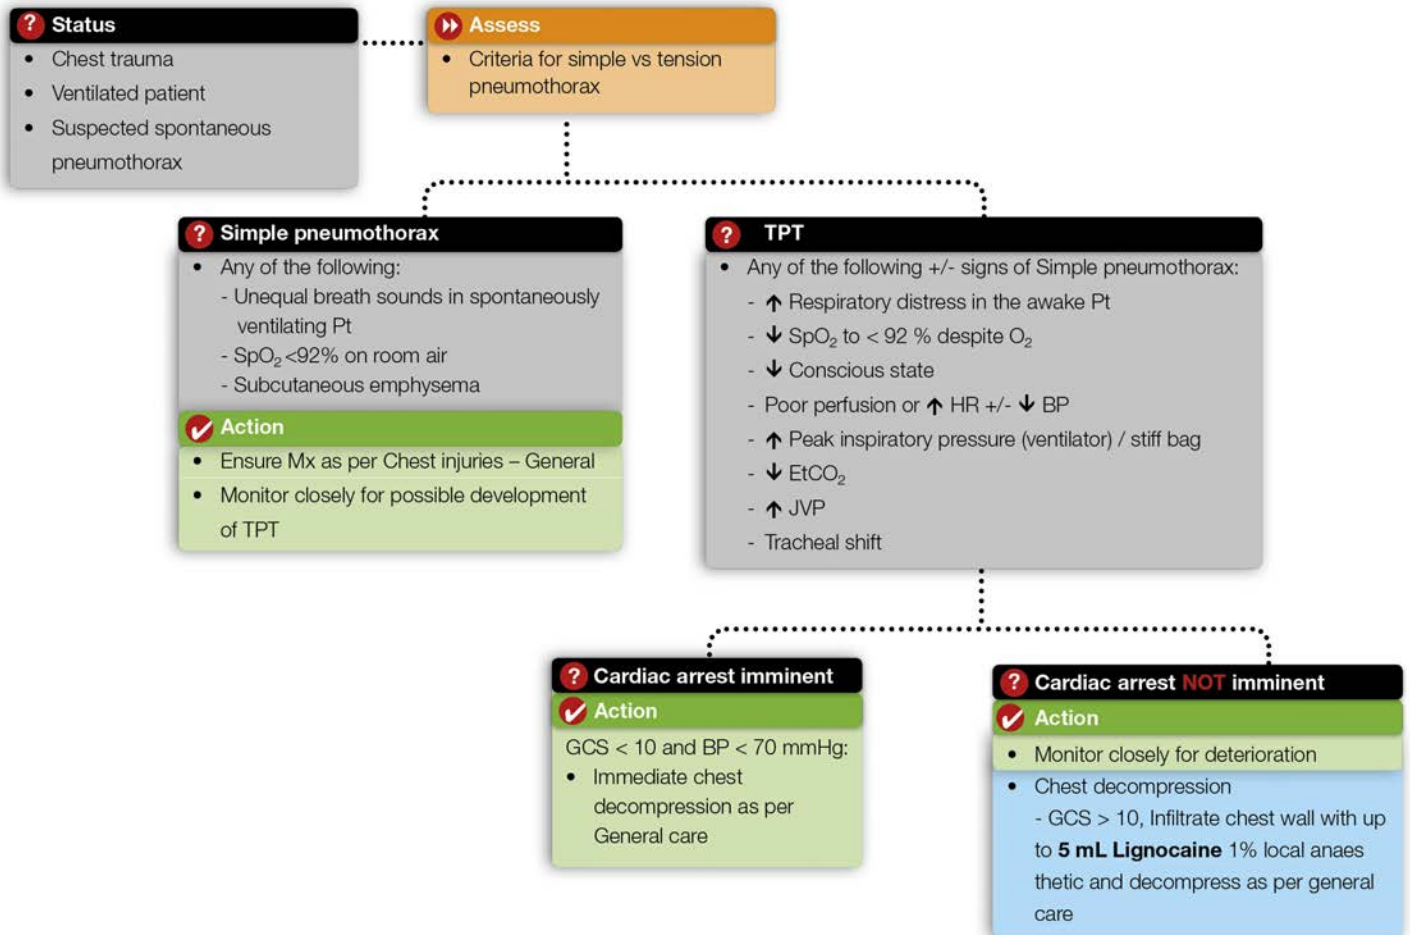 ? Status
• Chest trauma
• Ventilated patient
• Suspected spontaneous
pneumothorax
Assess
• Criteria for simple vs tension
pneumothorax
? Simple pneumothorax
• Any of the following:
- Unequal breath sounds in spontaneously
ventilating Pt
- SpO₂ <92% on room air
- Subcutaneous emphysema
Action
• Ensure Mx as per Chest injuries – General
• Monitor closely for possible development
of TPT
? TPT
• Any of the following +/- signs of Simple pneumothorax:
- ↑ Respiratory distress in the awake Pt
- ↓ SpO₂ to < 92 % despite O₂
- ↓ Conscious state
- Poor perfusion or ↑ HR +/- ↓ BP
- ↑ Peak inspiratory pressure (ventilator) / stiff bag
- ↓ EtCO₂
- ↑ JVP
- Tracheal shift
? Cardiac arrest imminent
Action
GCS < 10 and BP < 70 mmHg:
• Immediate chest
decompression as per
General care
? Cardiac arrest NOT imminent
Action
• Monitor closely for deterioration
• Chest decompression
- GCS > 10, Infiltrate chest wall with up
to 5 mL Lignocaine 1% local anaes
thetic and decompress as per general
care